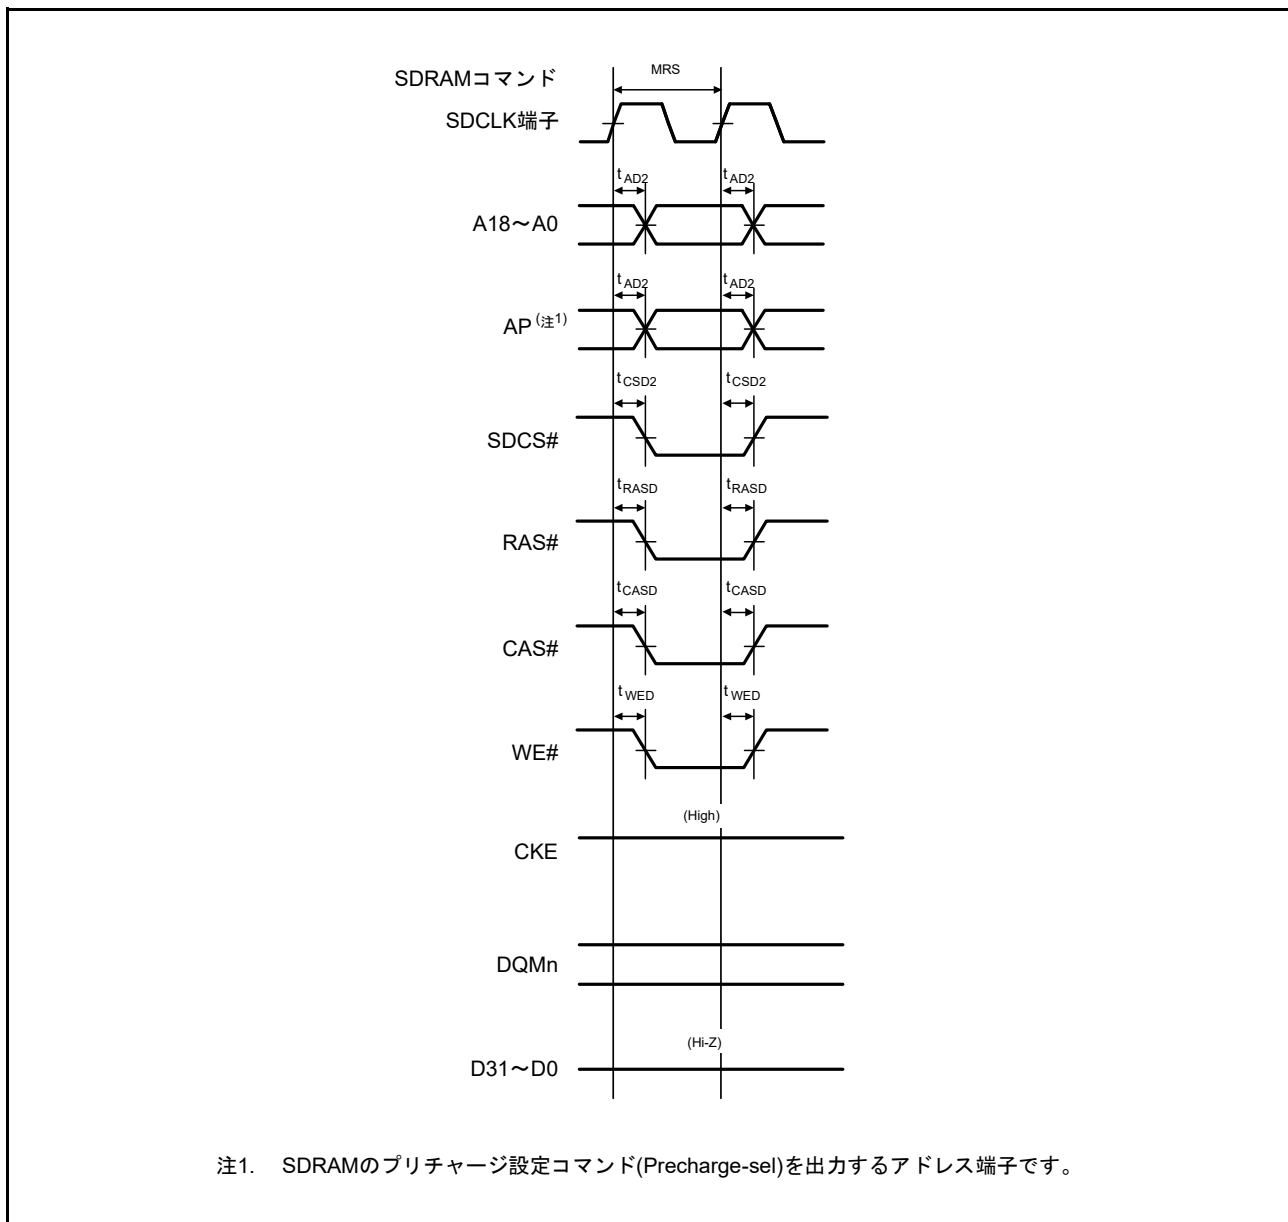 SDRAMコマンド MRS
SDCLK端子
tAD2 tAD2
A18～A0
tAD2 tAD2
AP(注1)
tCSD2 tCSD2
SDCS#
tRASD tRASD
RAS#
tCASD tCASD
CAS#
tWED tWED
WE#
(High)
CKE
DQMn
(Hi-Z)
D31～D0
注1. SDRAMのプリチャージ設定コマンド(Precharge-sel)を出力するアドレス端子です。